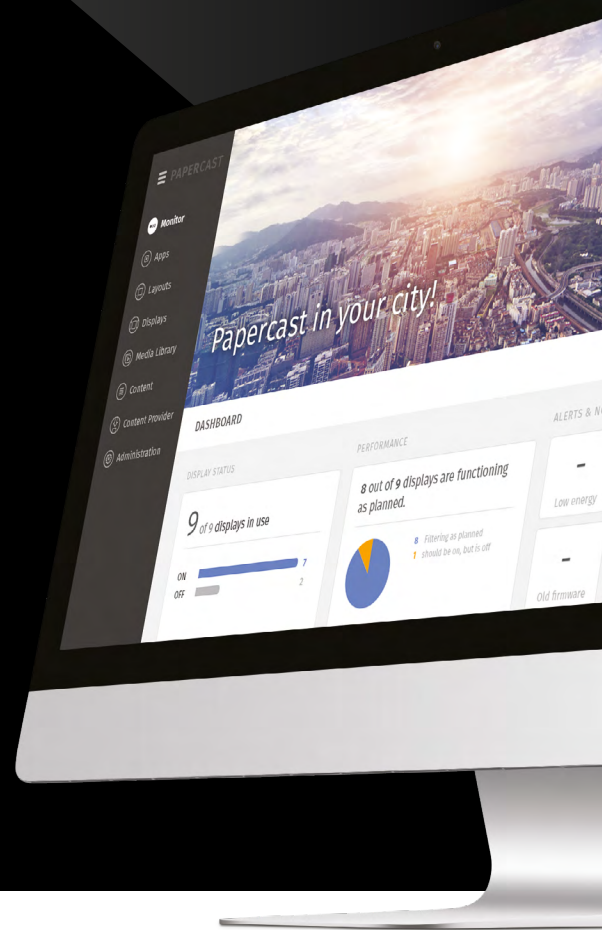 PAPERCAST
Monitor
Apps
Layouts
Displays
Media Library
Content
Content Provider
Administration
Papercast in your city!
DASHBOARD
DISPLAY STATUS
9 of 9 displays in use
ON 7
OFF 2
PERFORMANCE
8 out of 9 displays are functioning
as planned.
8 Filtering as planned
1 should be on, but is off
ALERTS &
-
Low energy
-
Old firmware